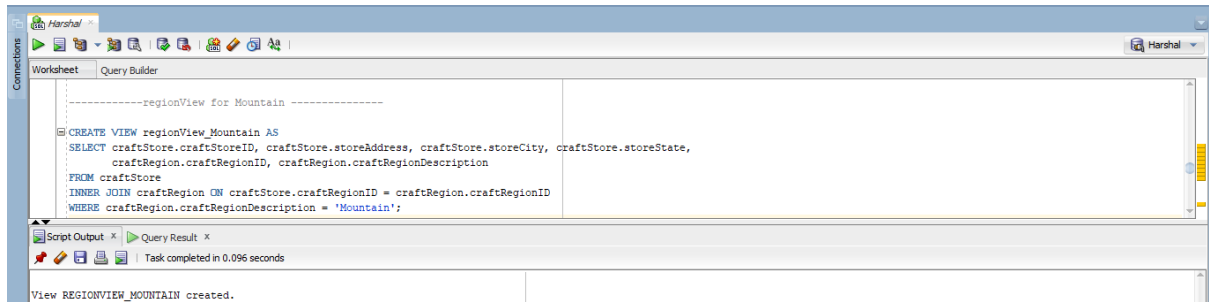 Harshal
Connections
Harshal
Worksheet Query Builder
------------regionView for Mountain ---------------
CREATE VIEW regionView_Mountain AS
SELECT craftStore.craftStoreID, craftStore.storeAddress, craftStore.storeCity, craftStore.storeState,
craftRegion.craftRegionID, craftRegion.craftRegionDescription
FROM craftStore
INNER JOIN craftRegion ON craftStore.craftRegionID = craftRegion.craftRegionID
WHERE craftRegion.craftRegionDescription = 'Mountain';
Script Output x Query Result x
Task completed in 0.096 seconds
View REGIONVIEW_MOUNTAIN created.